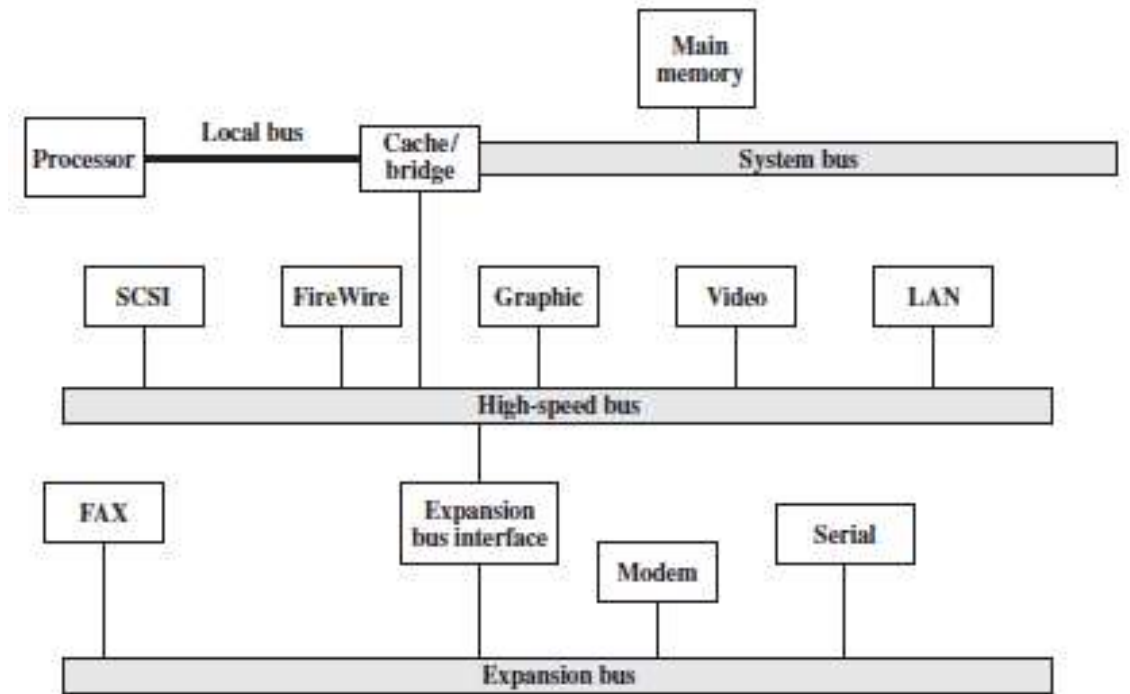 Main
memory
Local bus
Processor
Cache/
bridge
System bus
SCSI
FireWire
Graphic
Video
LAN
High-speed bus
FAX
Expansion
bus interface
Serial
Modem
Expansion bus